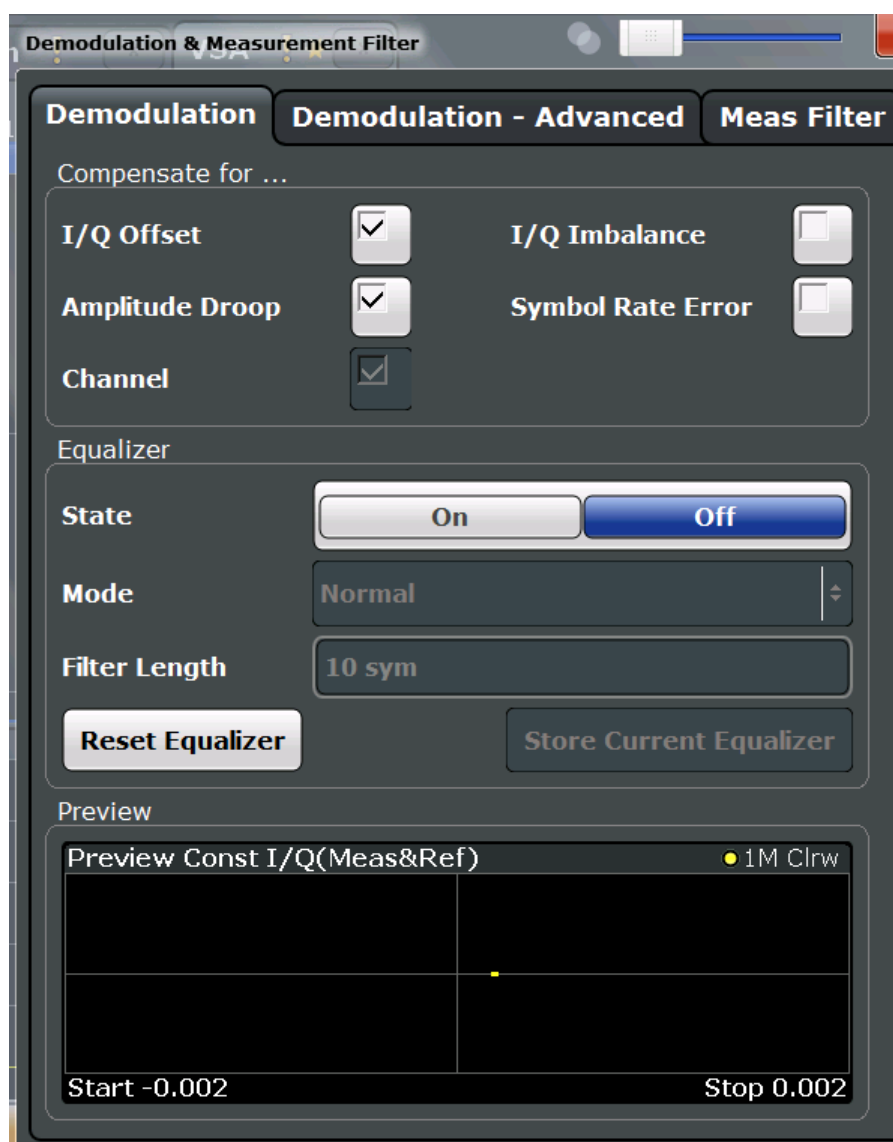 Demodulation & Measurement Filter
VSA
Demodulation
Demodulation - Advanced
Meas Filter
Compensate for ...
I/Q Offset
I/Q Imbalance
Amplitude Droop
Symbol Rate Error
Channel
Equalizer
State On Off
Mode Normal
Filter Length 10 sym
Reset Equalizer
Store Current Equalizer
Preview
Preview Const I/Q(Meas&Ref) 1M Clrw
Start -0.002 Stop 0.002